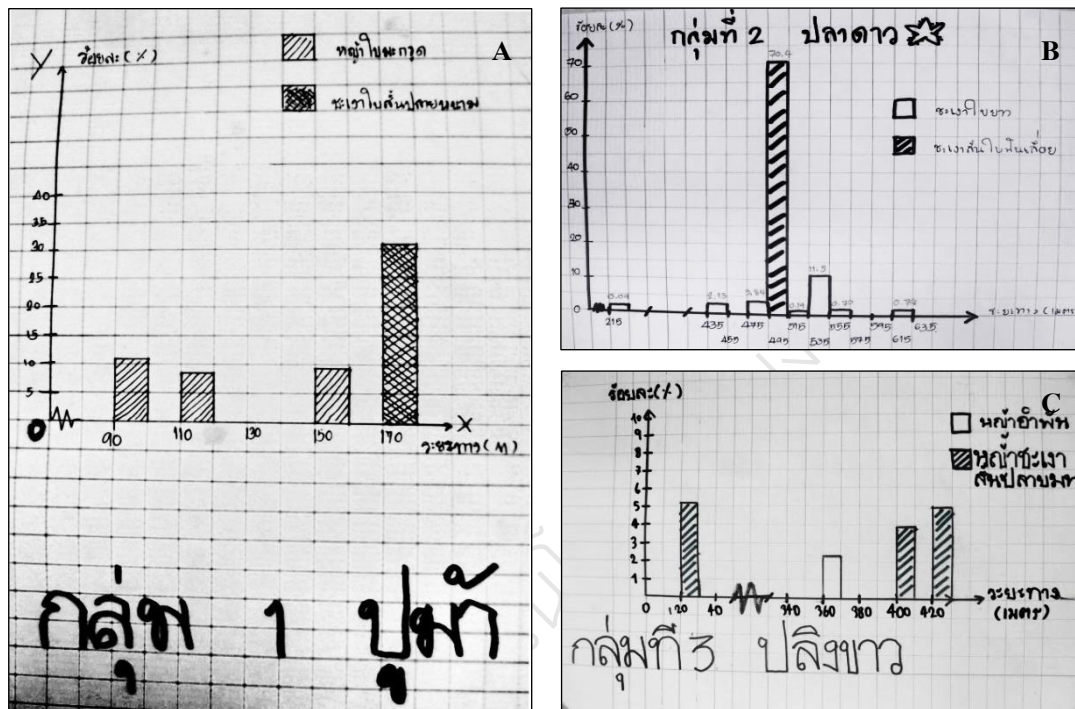 A
Y
ร้อยละ (%)
หญ้าใบมะกรูด
ชะเงาใบสั้นปลายหยาม
40
35
30
25
20
15
10
5
0
90 110 130 150 170
X
ระยะทาง (m)
กลุ่ม 1 ปูม้า
B
ร้อยละ (%)
กลุ่มที่ 2 ปลาดาว
ชะเงาใบยาว
ชะเงาสั้นใบฟันเลื่อย
70
60
50
40
30
20
10
0
70.4
11.5
215 435 475 515 555 595 635
455 495 535 575 615
C
ร้อยละ (%)
หญ้าอำพัน
หญ้าชะเงา
10
9
8
7
6
5
4
3
2
1
0 20 40 340 360 380 400 420
ระยะทาง
(เมตร)
กลุ่มที่ 3 ปลิงขาว